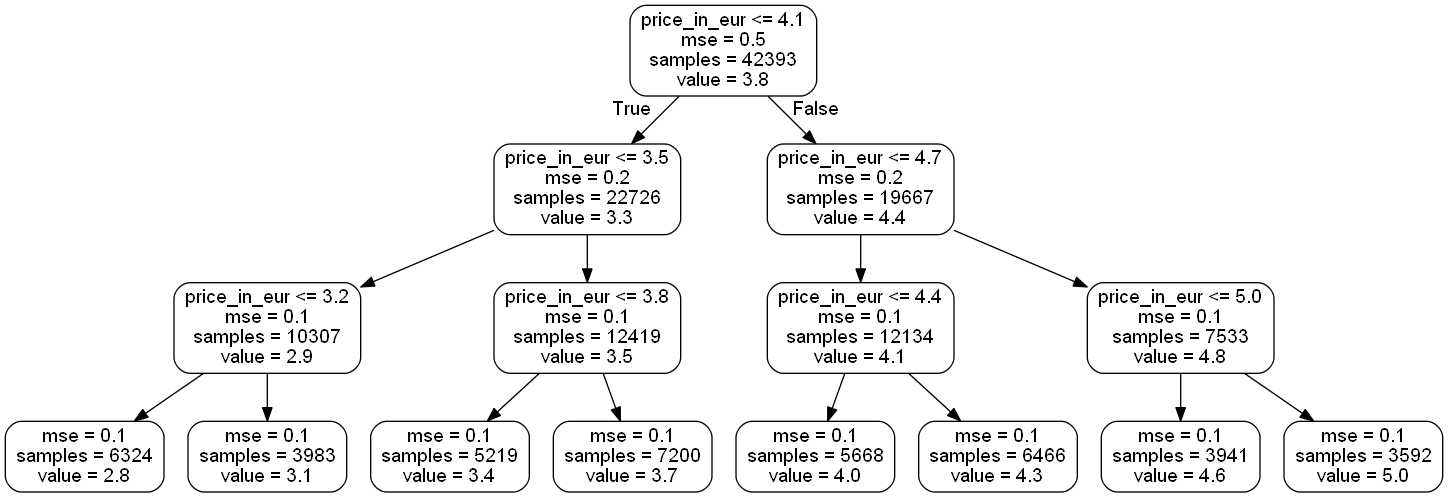 price_in_eur <= 4.1
mse = 0.5
samples = 42393
value = 3.8
True
False
price_in_eur <= 3.5
mse = 0.2
samples = 22726
value = 3.3
price_in_eur <= 4.7
mse = 0.2
samples = 19667
value = 4.4
price_in_eur <= 3.2
mse = 0.1
samples = 10307
value = 2.9
price_in_eur <= 3.8
mse = 0.1
samples = 12419
value = 3.5
price_in_eur <= 4.4
mse = 0.1
samples = 12134
value = 4.1
price_in_eur <= 5.0
mse = 0.1
samples = 7533
value = 4.8
mse = 0.1
samples = 6324
value = 2.8
mse = 0.1
samples = 3983
value = 3.1
mse = 0.1
samples = 5219
value = 3.4
mse = 0.1
samples = 7200
value = 3.7
mse = 0.1
samples = 5668
value = 4.0
mse = 0.1
samples = 6466
value = 4.3
mse = 0.1
samples = 3941
value = 4.6
mse = 0.1
samples = 3592
value = 5.0